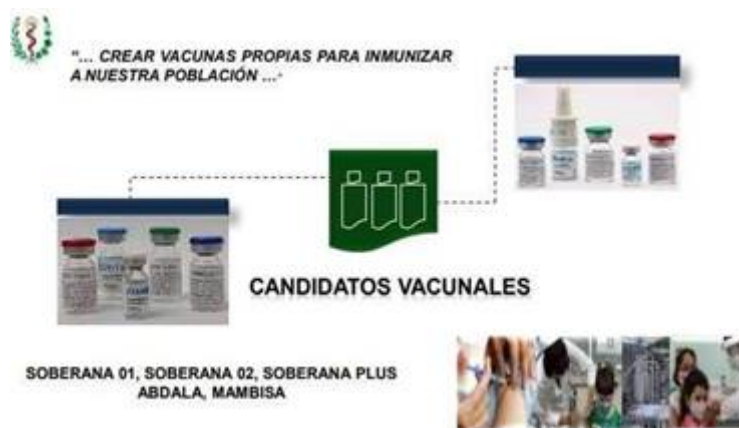 "... CREAR VACUNAS PROPIAS PARA INMUNIZAR
A NUESTRA POBLACIÓN ..."
CANDIDATOS VACUNALES
SOBERANA 01, SOBERANA 02, SOBERANA PLUS
ABDALA, MAMBISA